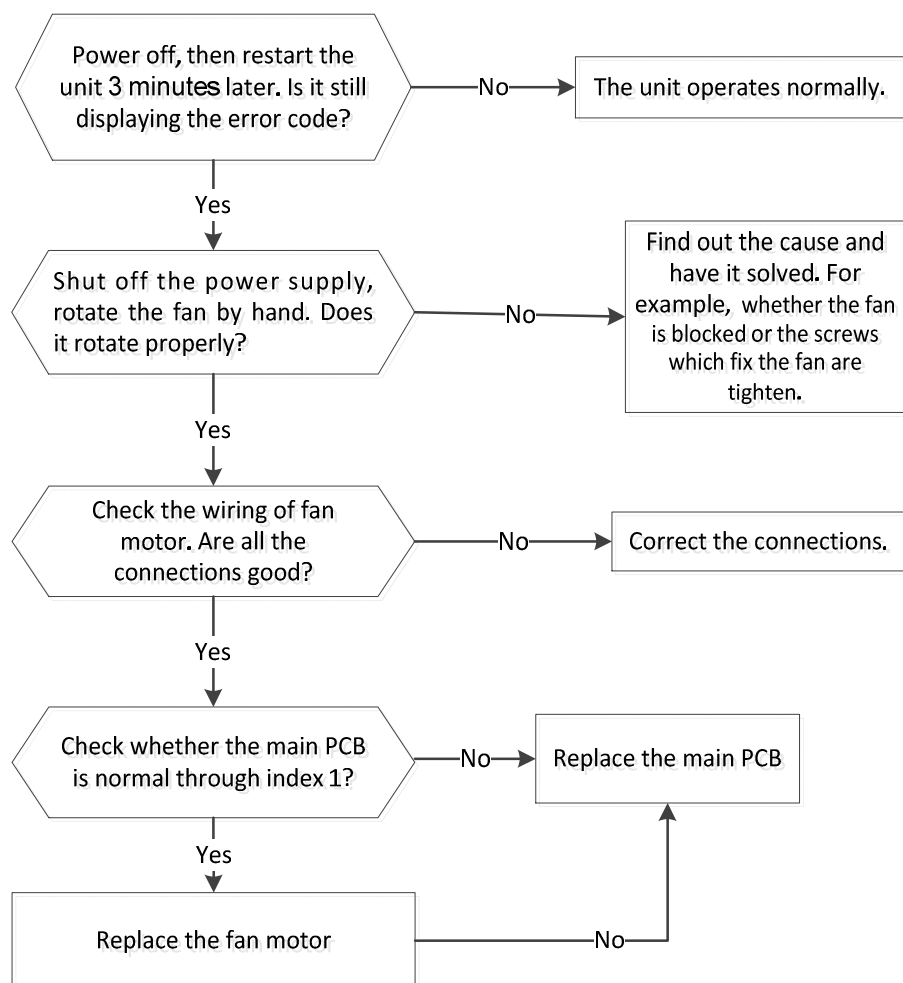 Power off, then restart the
unit 3 minutes later. Is it still
displaying the error code?
No
The unit operates normally.
Yes
Shut off the power supply,
rotate the fan by hand. Does
it rotate properly?
No
Find out the cause and
have it solved. For
example, whether the fan
is blocked or the screws
which fix the fan are
tighten.
Yes
Check the wiring of fan
motor. Are all the
connections good?
No
Correct the connections.
Yes
Check whether the main PCB
is normal through index 1?
No
Replace the main PCB
Yes
Replace the fan motor
No